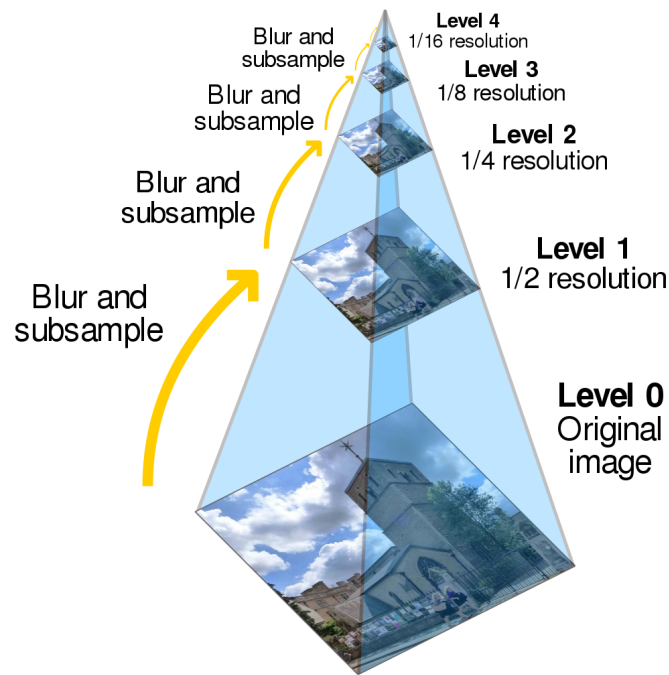 Level 4
1/16 resolution
Blur and
subsample
Level 3
1/8 resolution
Blur and
subsample
Level 2
1/4 resolution
Blur and
subsample
Level 1
1/2 resolution
Blur and
subsample
Level 0
Original
image